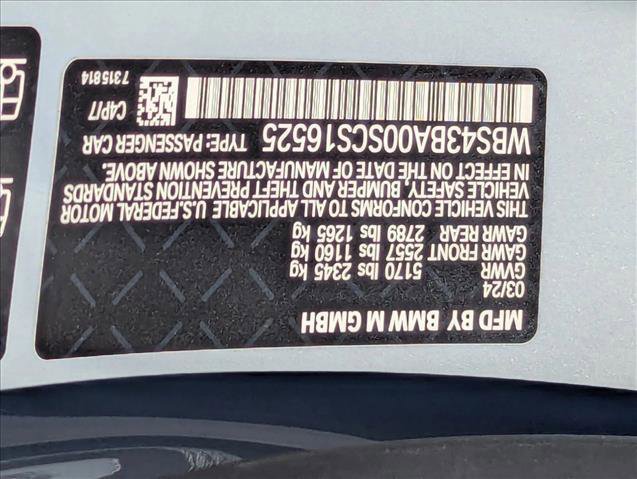 MFD BY BMW M GMBH
03/24
GVWR 5170 lbs 2345 kg
GAWR FRONT 2557 lbs 1160 kg
GAWR REAR 2789 lbs 1265 kg
THIS VEHICLE CONFORMS TO ALL APPLICABLE U.S.FEDERAL MOTOR
VEHICLE SAFETY, BUMPER AND THEFT PREVENTION STANDARDS
IN EFFECT ON THE DATE OF MANUFACTURE SHOWN ABOVE.
WBS43BA00SCS16525 TYPE: PASSENGER CAR
C4P/7
7315814